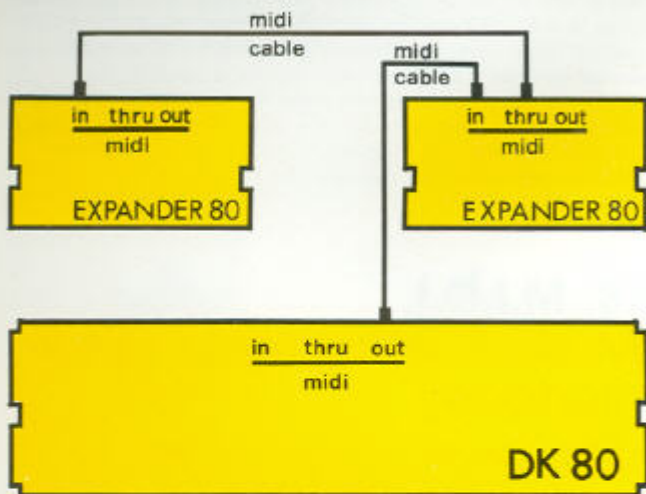 midi
cable
midi
cable
in thru out
midi
EXPANDER 80
in thru out
midi
EXPANDER 80
in thru out
midi
DK 80